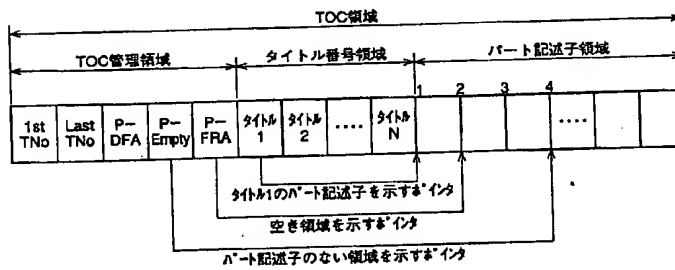 TOC領域
TOC管理領域
タイトル番号領域
パート記述子領域
1 2 3 4
1st TNo
Last TNo
P-DFA
P-Empty
P-FRA
タイトル1
タイトル2
・・・・
タイトルN
・・・・
タイトル1のパート記述子を示すポインタ
空き領域を示すポインタ
パート記述子のない領域を示すポインタ